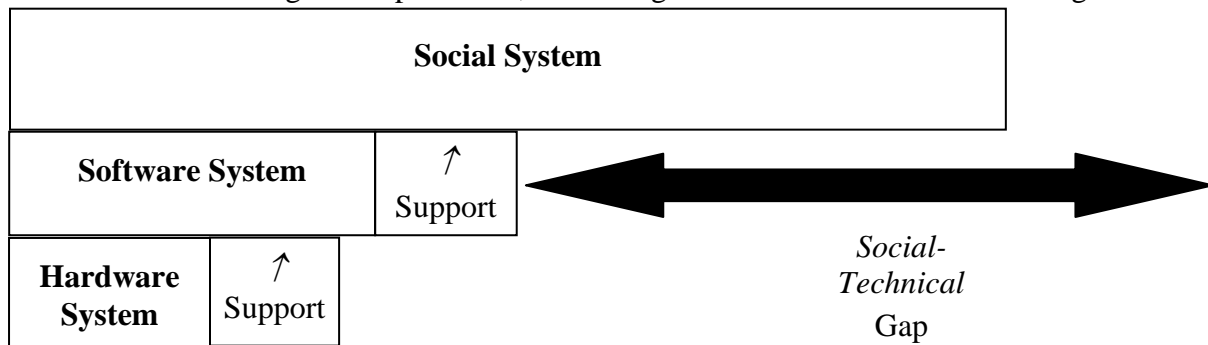 Social System
Software System
↑
Support
Hardware
System
↑
Support
Social-
Technical
Gap